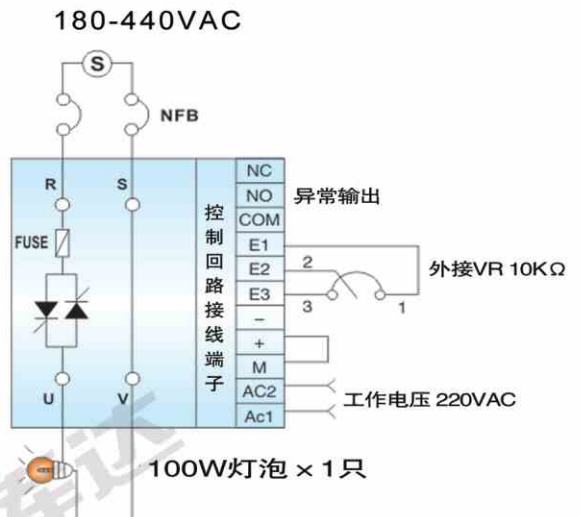 180-440VAC
S
NFB
R
S
FUSE
U
V
控制回路接线端子
NC
NO
COM
E1
E2
E3
-
+
M
AC2
Ac1
异常输出
2
3
1
外接VR 10KΩ
工作电压 220VAC
100W灯泡 × 1只